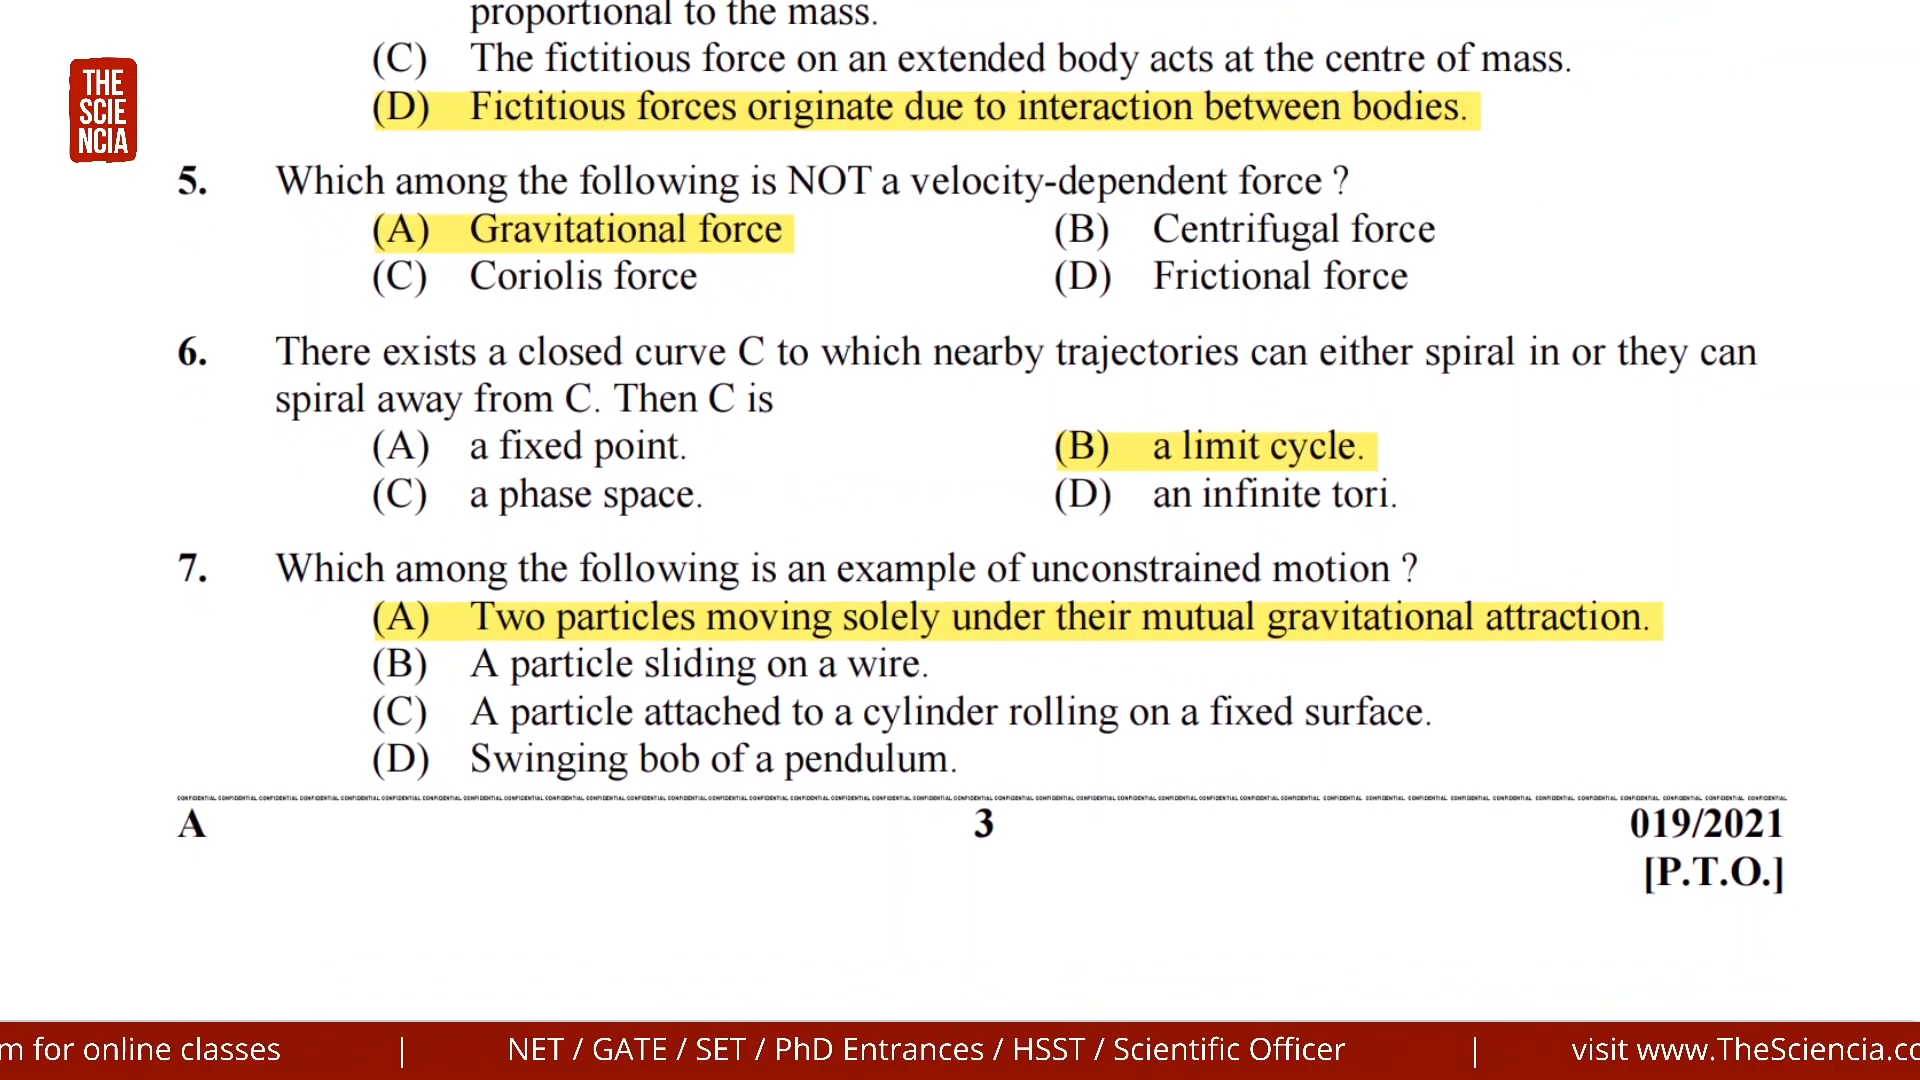 proportional to the mass.
(C) The fictitious force on an extended body acts at the centre of mass.
(D) Fictitious forces originate due to interaction between bodies.
THE
SCIE
NCIA
5. Which among the following is NOT a velocity-dependent force ?
(A) Gravitational force (B) Centrifugal force
(C) Coriolis force (D) Frictional force
6. There exists a closed curve C to which nearby trajectories can either spiral in or they can
spiral away from C. Then C is
(A) a fixed point. (B) a limit cycle.
(C) a phase space. (D) an infinite tori.
7. Which among the following is an example of unconstrained motion ?
(A) Two particles moving solely under their mutual gravitational attraction.
(B) A particle sliding on a wire.
(C) A particle attached to a cylinder rolling on a fixed surface.
(D) Swinging bob of a pendulum.
A 3 019/2021
[P.T.O.]
m for online classes | NET / GATE / SET / PhD Entrances / HSST / Scientific Officer | visit www.TheSciencia.co